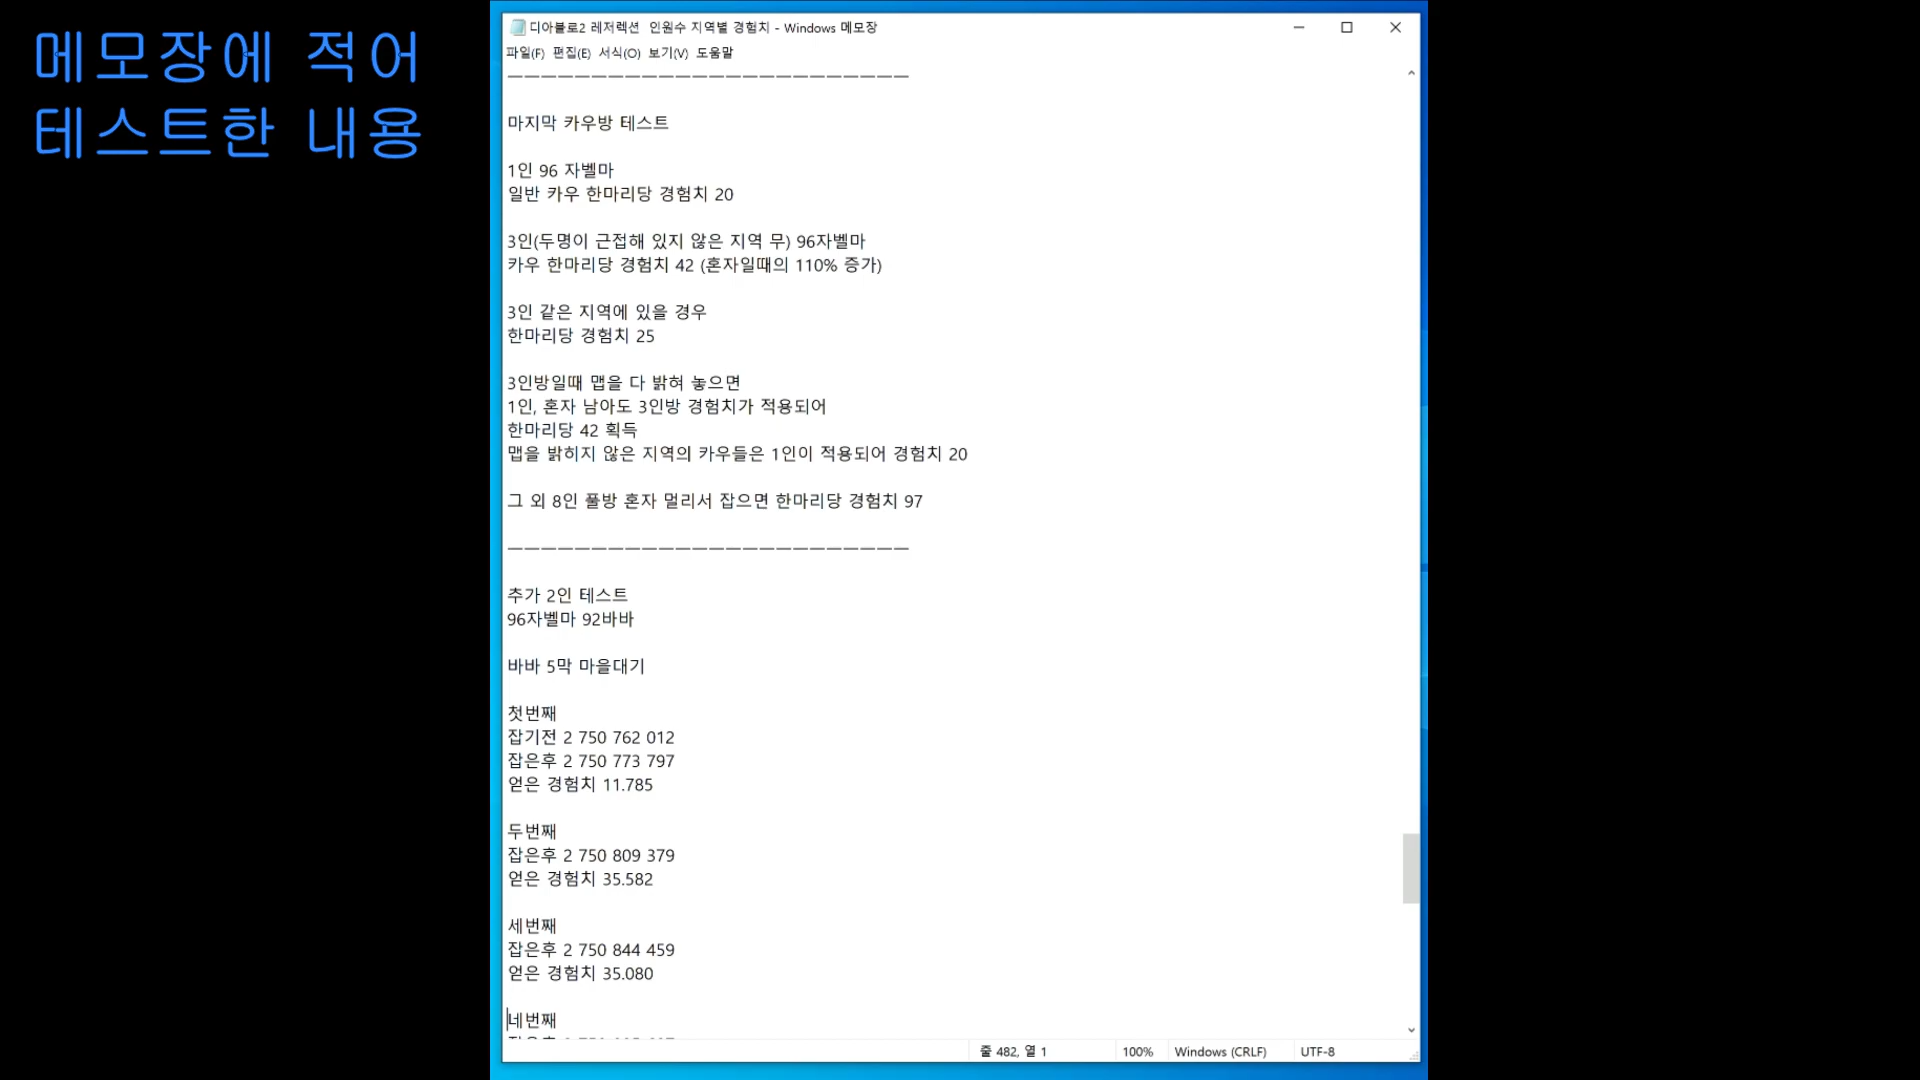 메모장에 적어
테스트한 내용
디아블로2 레저렉션  인원수 지역별 경험치 - Windows 메모장
파일(F) 편집(E) 서식(O) 보기(V) 도움말
ㅡㅡㅡㅡㅡㅡㅡㅡㅡㅡㅡㅡㅡㅡㅡㅡㅡㅡㅡㅡㅡㅡㅡㅡ
마지막 카우방 테스트
1인 96 자벨마
일반 카우 한마리당 경험치 20
3인(두명이 근접해 있지 않은 지역 무) 96자벨마
카우 한마리당 경험치 42 (혼자일때의 110% 증가)
3인 같은 지역에 있을 경우
한마리당 경험치 25
3인방일때 맵을 다 밝혀 놓으면
1인, 혼자 남아도 3인방 경험치가 적용되어
한마리당 42 획득
맵을 밝히지 않은 지역의 카우들은 1인이 적용되어 경험치 20
그 외 8인 풀방 혼자 멀리서 잡으면 한마리당 경험치 97
ㅡㅡㅡㅡㅡㅡㅡㅡㅡㅡㅡㅡㅡㅡㅡㅡㅡㅡㅡㅡㅡㅡㅡㅡ
추가 2인 테스트
96자벨마 92바바
바바 5막 마을대기
첫번째
잡기전 2 750 762 012
잡은후 2 750 773 797
얻은 경험치 11.785
두번째
잡은후 2 750 809 379
얻은 경험치 35.582
세번째
잡은후 2 750 844 459
얻은 경험치 35.080
네번째
줄 482, 열 1
100%
Windows (CRLF)
UTF-8